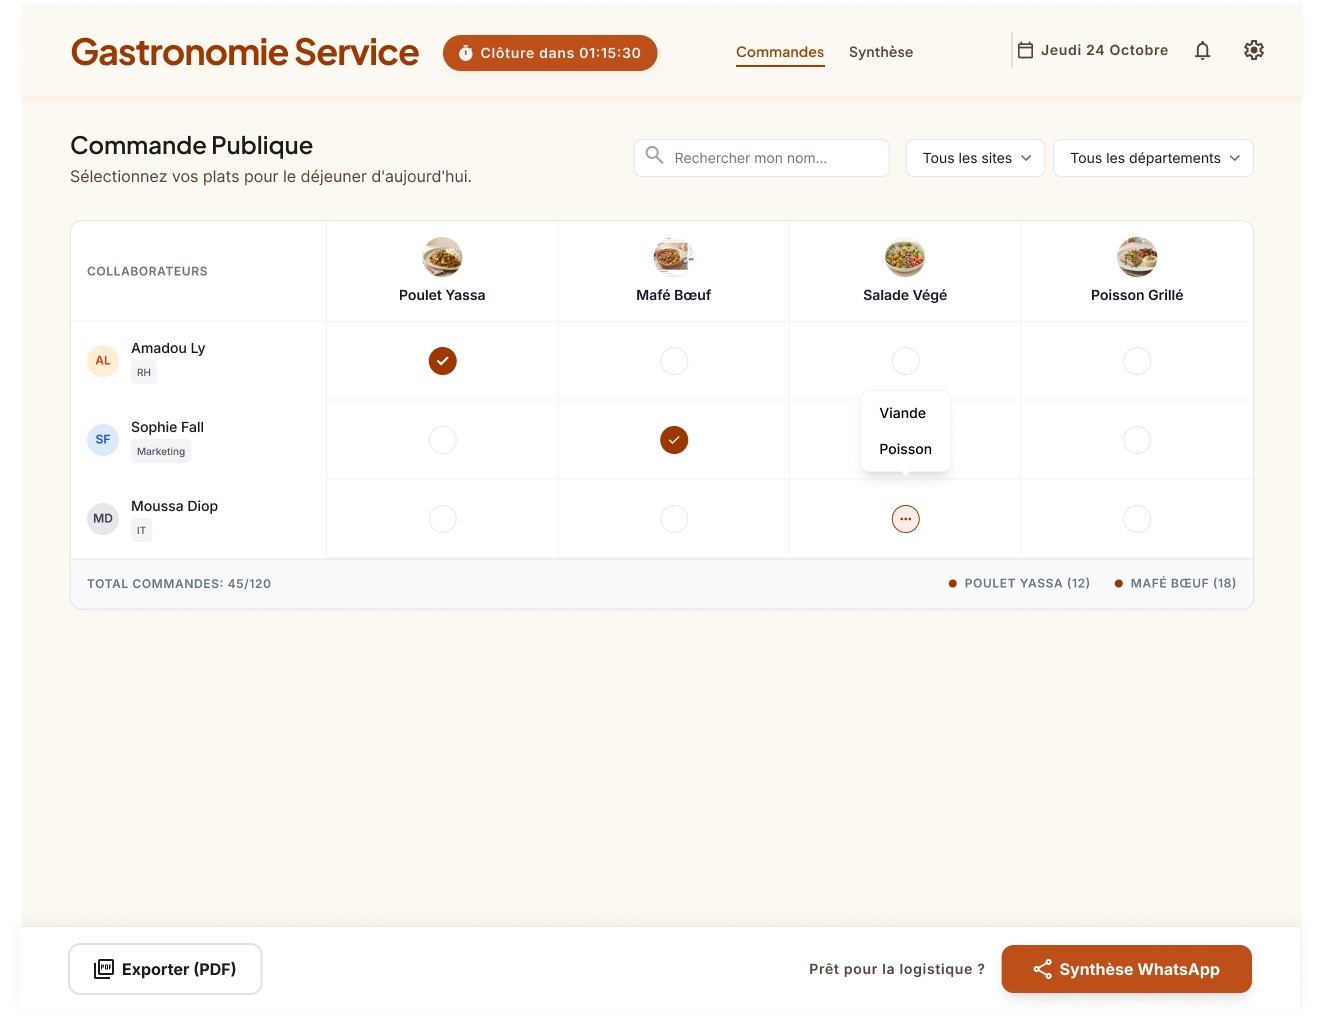 Gastronomie Service
Clôture dans 01:15:30
Commandes
Synthèse
Jeudi 24 Octobre
Commande Publique
Sélectionnez vos plats pour le déjeuner d'aujourd'hui.
Rechercher mon nom...
Tous les sites
Tous les départements
COLLABORATEURS
Poulet Yassa
Mafé Bœuf
Salade Végé
Poisson Grillé
AL
Amadou Ly
RH
SF
Sophie Fall
Marketing
Viande
Poisson
MD
Moussa Diop
IT
TOTAL COMMANDES: 45/120
POULET YASSA (12)
MAFÉ BŒUF (18)
PDF
Exporter (PDF)
Prêt pour la logistique ?
Synthèse WhatsApp